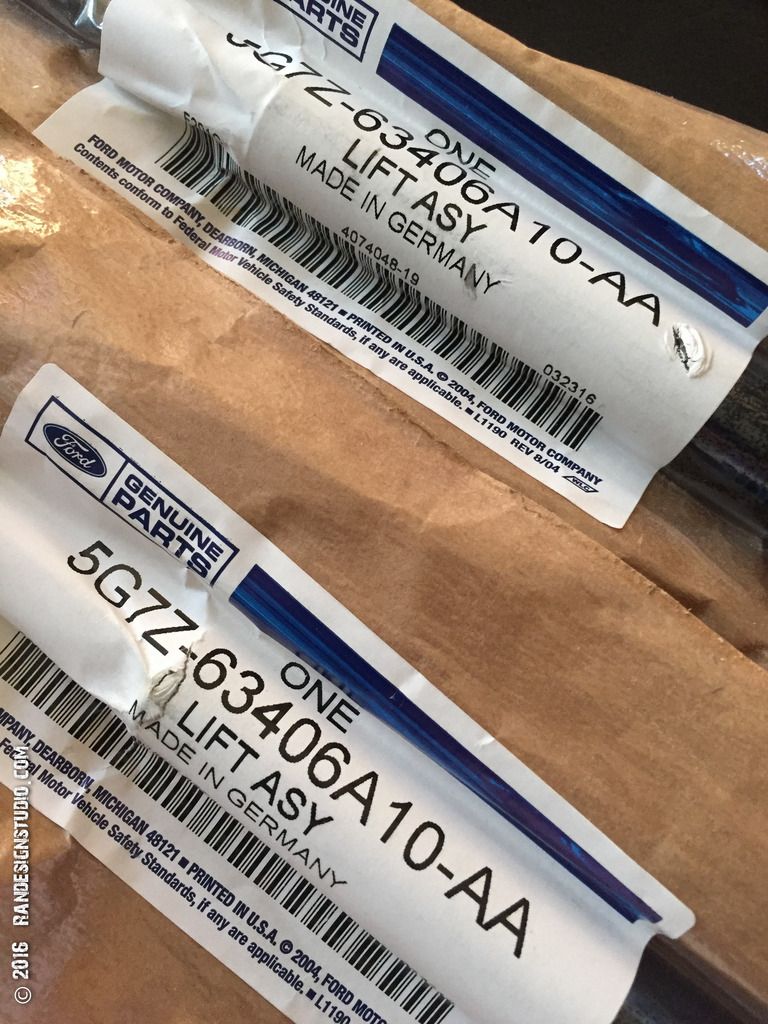 GENUINE
PARTS
5G7Z-63406A10-AA
ONE
LIFT ASY
MADE IN GERMANY
4074048-19
032316
FORD MOTOR COMPANY, DEARBORN, MICHIGAN 48121 ■ PRINTED IN U.S.A. © 2004, FORD MOTOR COMPANY
Contents conform to Federal Motor Vehicle Safety Standards, if any are applicable. ■ L1190 REV 8/04
WLC
Ford
GENUINE
PARTS
5G7Z-63406A10-AA
ONE
LIFT ASY
MADE IN GERMANY
MPANY, DEARBORN, MICHIGAN 48121 ■ PRINTED IN U.S.A. © 2004, FORD MOTO
Federal Motor Vehicle Safety Standards, if any are applicable. ■ L1190
© 2016 RANDESIGNSTUDIO.COM